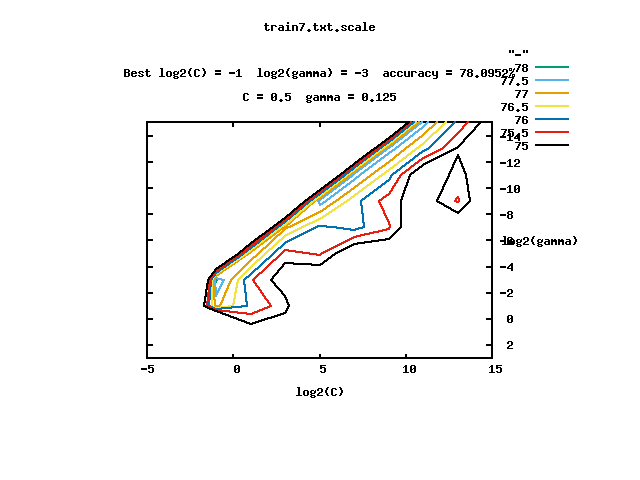 train7.txt.scale
"-"
Best log2(C) = -1  log2(gamma) = -3  accuracy = 78.0952%
78
77.5
C = 0.5  gamma = 0.125
77
76.5
76
75.5
75
-14
-12
-10
-8
-6
log2(gamma)
-4
-2
0
2
-5 0 5 10 15
log2(C)